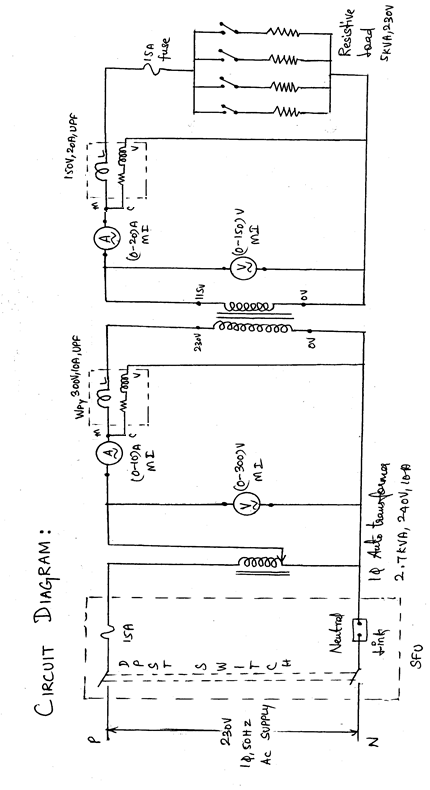 CIRCUIT DIAGRAM:
P
230V
1Φ, 50HZ
AC SUPPLY
N
15A
D P S T S W I T C H
Neutral
Link
SFU
1Φ Auto transformer
2.7KVA, 240V, 10A
A
(0-10)A
MI
V
(0-300)V
MI
Wpy 300V, 10A, UPF
M
L
C
V
230V
0V
115V
0V
A
(0-20)A
MI
V
(0-150)V
MI
150V, 20A, UPF
M
L
C
V
15A
fuse
Resistive
Load
5KVA, 230V